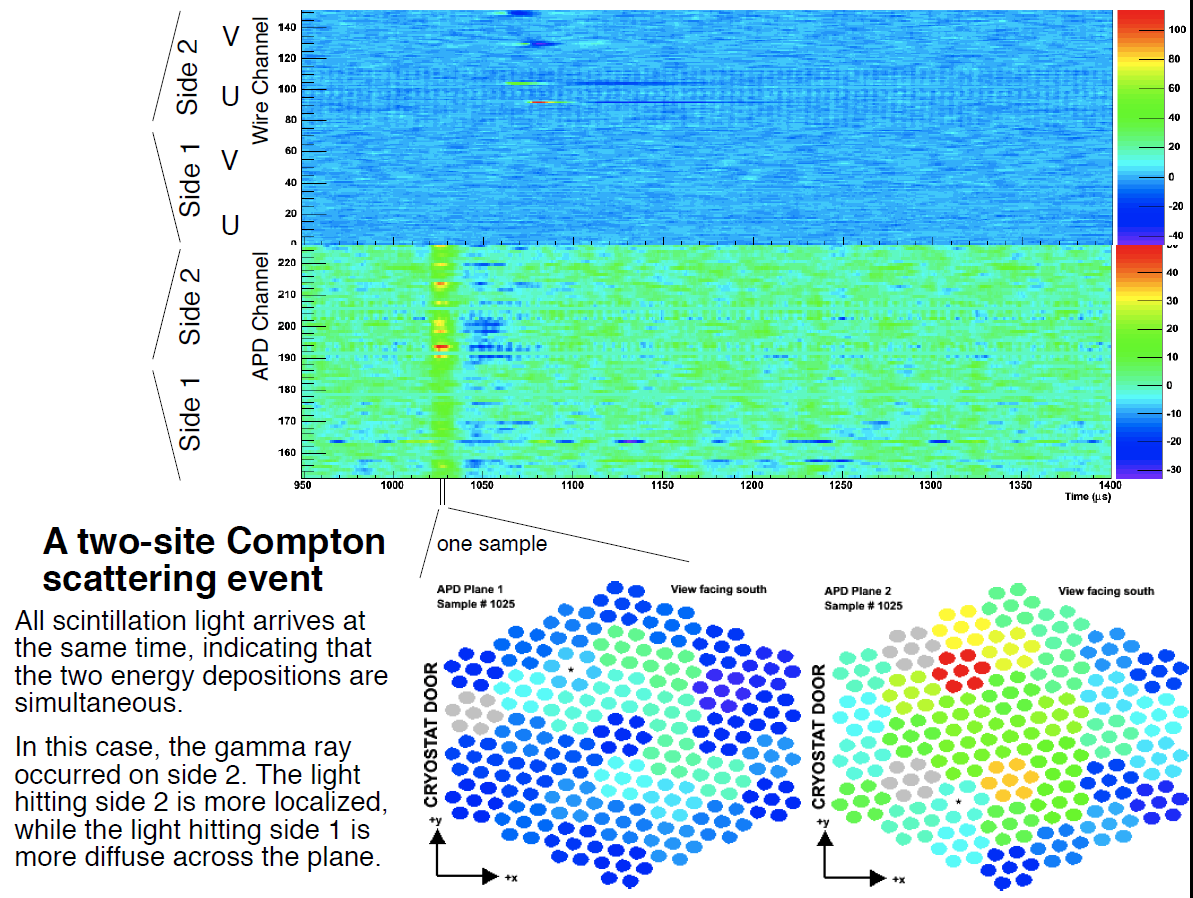 Side 2
V
U
Side 1
V
U
Wire Channel
140
120
100
80
60
40
20
0
100
80
60
40
20
0
-20
-40
Side 2
Side 1
APD Channel
220
210
200
190
180
170
160
50
40
30
20
10
0
-10
-20
-30
950 1000 1050 1100 1150 1200 1250 1300 1350 1400
Time (µs)
one sample
A two-site Compton
scattering event
All scintillation light arrives at
the same time, indicating that
the two energy depositions are
simultaneous.
In this case, the gamma ray
occurred on side 2. The light
hitting side 2 is more localized,
while the light hitting side 1 is
more diffuse across the plane.
APD Plane 1
Sample # 1025
View facing south
CRYOSTAT DOOR
*
+y
+x
APD Plane 2
Sample # 1025
View facing south
CRYOSTAT DOOR
*
+y
+x